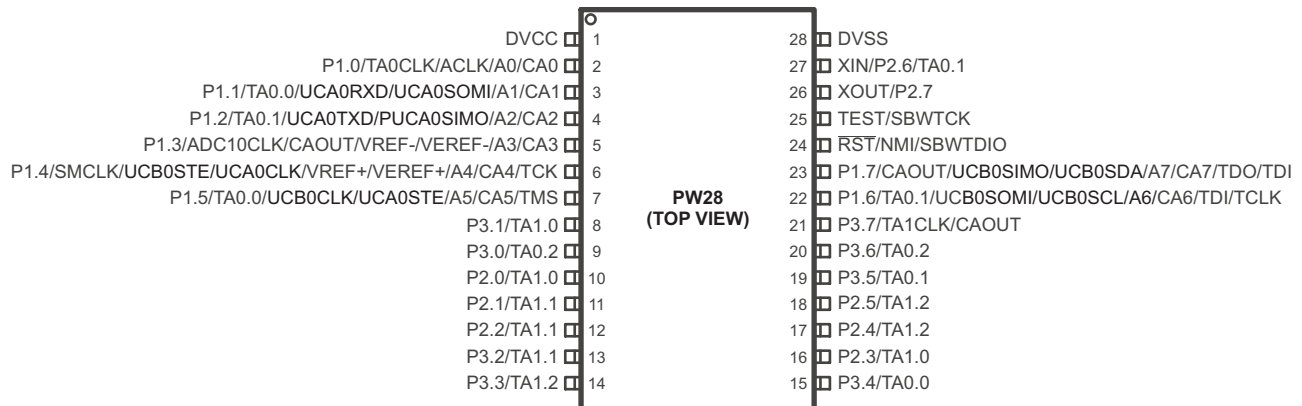 DVCC 1 28 DVSS
P1.0/TA0CLK/ACLK/A0/CA0 2 27 XIN/P2.6/TA0.1
P1.1/TA0.0/UCA0RXD/UCA0SOMI/A1/CA1 3 26 XOUT/P2.7
P1.2/TA0.1/UCA0TXD/PUCA0SIMO/A2/CA2 4 25 TEST/SBWTCK
P1.3/ADC10CLK/CAOUT/VREF-/VEREF-/A3/CA3 5 24 RST/NMI/SBWTDIO
P1.4/SMCLK/UCB0STE/UCA0CLK/VREF+/VEREF+/A4/CA4/TCK 6 23 P1.7/CAOUT/UCB0SIMO/UCB0SDA/A7/CA7/TDO/TDI
P1.5/TA0.0/UCB0CLK/UCA0STE/A5/CA5/TMS 7 PW28 22 P1.6/TA0.1/UCB0SOMI/UCB0SCL/A6/CA6/TDI/TCLK
P3.1/TA1.0 8 (TOP VIEW) 21 P3.7/TA1CLK/CAOUT
P3.0/TA0.2 9 20 P3.6/TA0.2
P2.0/TA1.0 10 19 P3.5/TA0.1
P2.1/TA1.1 11 18 P2.5/TA1.2
P2.2/TA1.1 12 17 P2.4/TA1.2
P3.2/TA1.1 13 16 P2.3/TA1.0
P3.3/TA1.2 14 15 P3.4/TA0.0